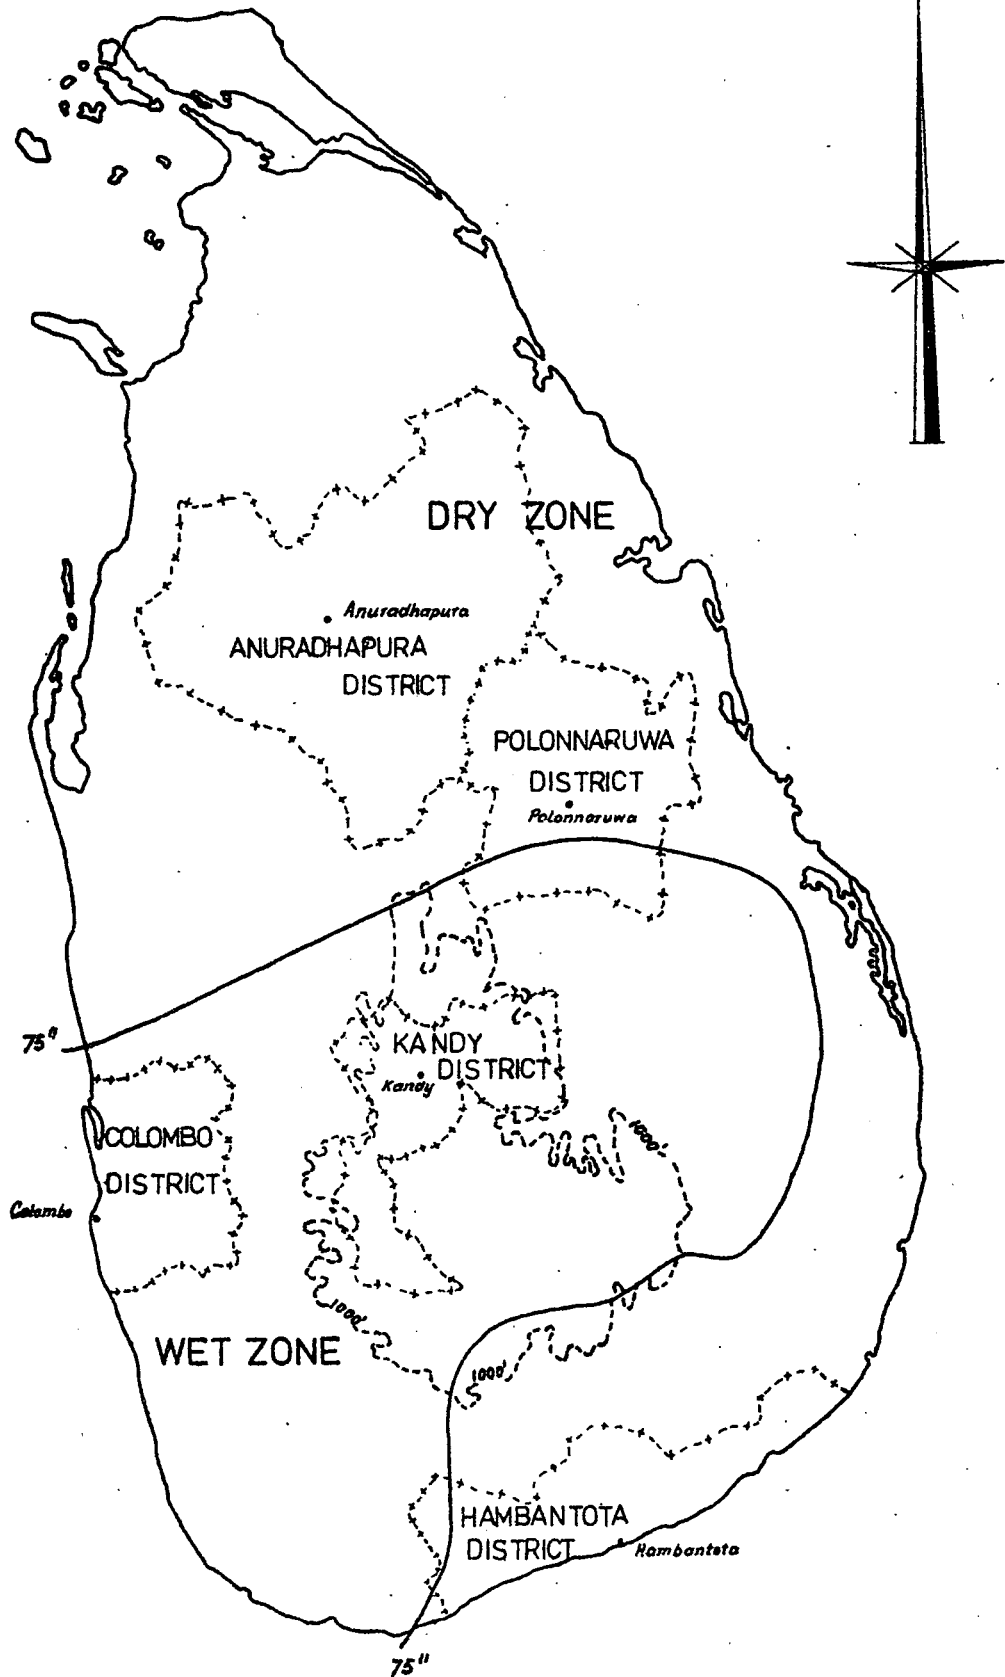 DRY ZONE
Anuradhapura
ANURADHAPURA
DISTRICT
POLONNARUWA
DISTRICT
Polonnaruwa
75"
KANDY
DISTRICT
Kandy
COLOMBO
DISTRICT
1000'
Colombo
1000'
WET ZONE
1000'
HAMBANTOTA
DISTRICT
Hambantota
75"